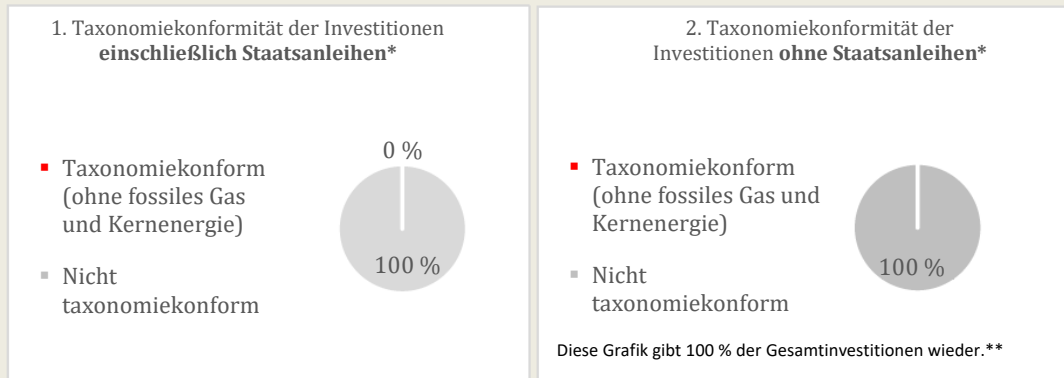 1. Taxonomiekonformität der Investitionen
einschließlich Staatsanleihen*
Taxonomiekonform
(ohne fossiles Gas
und Kernenergie)
Nicht
taxonomiekonform
0 %
100 %
2. Taxonomiekonformität der
Investitionen ohne Staatsanleihen*
Taxonomiekonform
(ohne fossiles Gas und
Kernenergie)
Nicht
taxonomiekonform
100 %
Diese Grafik gibt 100 % der Gesamtinvestitionen wieder.**